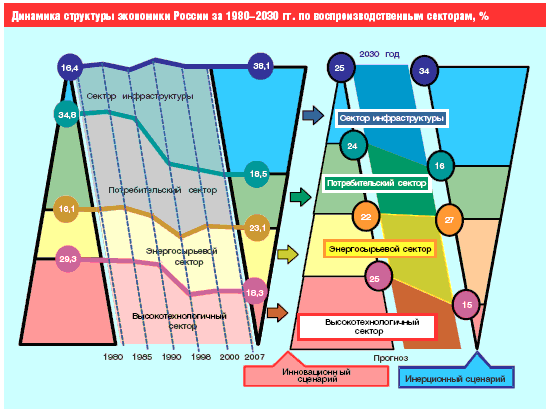 Динамика структуры экономики России за 1980–2030 гг. по воспроизводственным секторам, %
2030 год
16,4
38,1
25
34
Сектор инфраструктуры
Сектор инфраструктуры
34,8
24
16
18,5
Потребительский сектор
Потребительский сектор
16,1
23,1
22
27
Энергосырьевой
сектор
Энергосырьевой сектор
29,3
18,3
25
15
Высокотехнологичный
сектор
Высокотехнологичный
сектор
1980 1985 1990 1998 2000 2007
Прогноз
Инновационный
сценарий
Инерционный сценарий